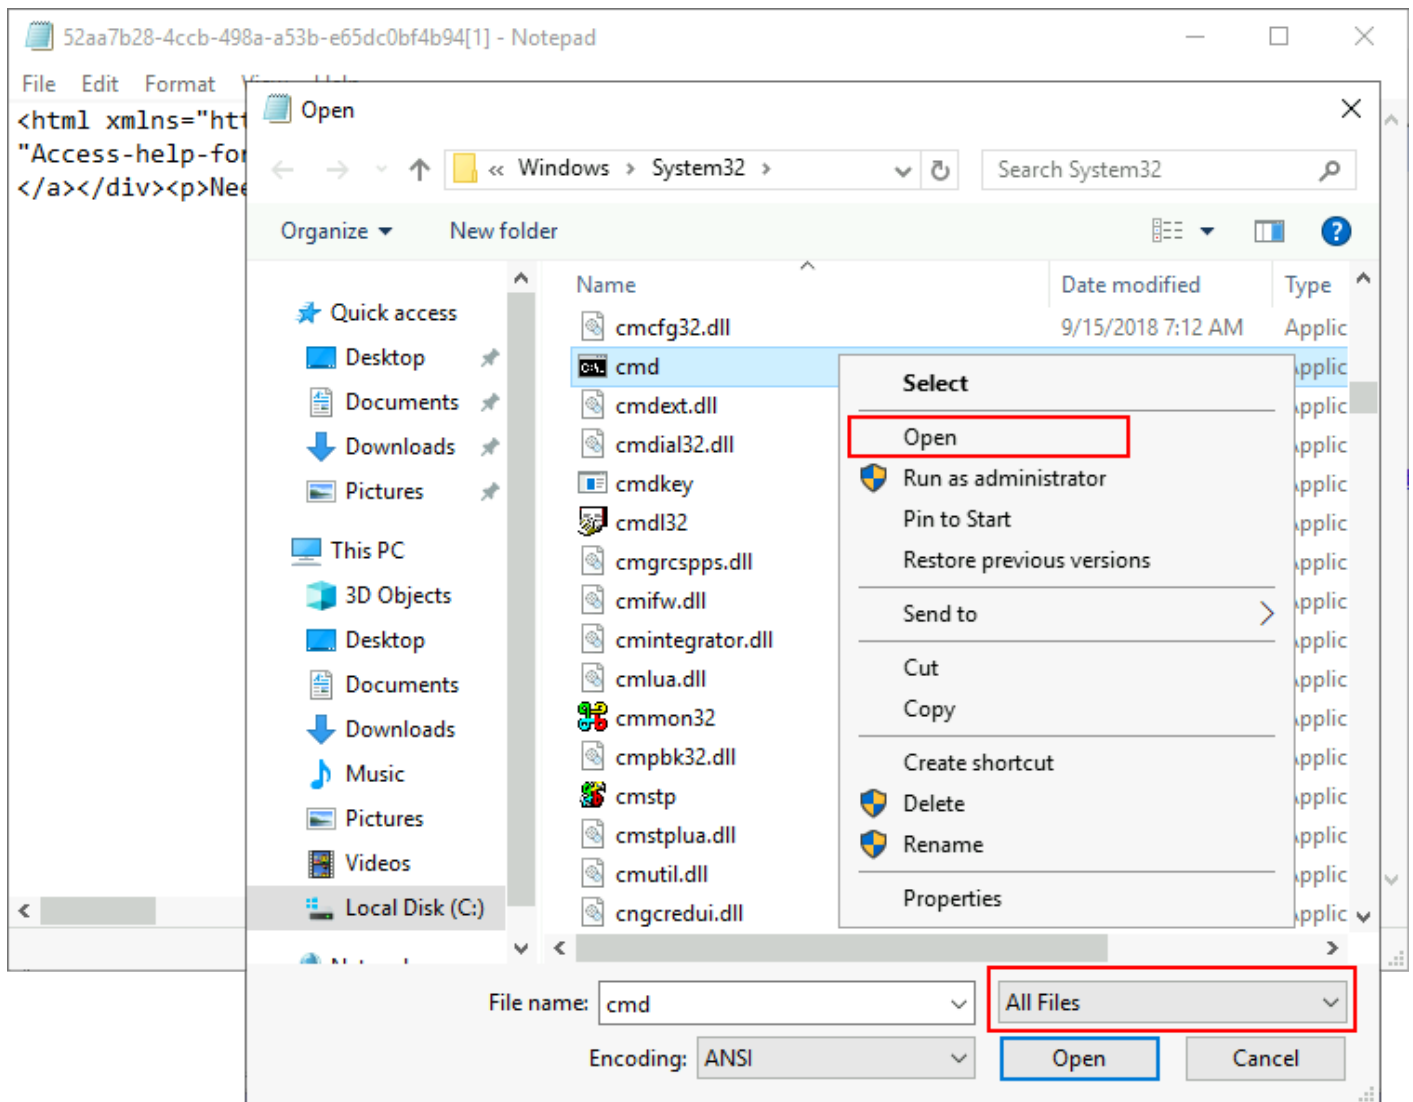 52aa7b28-4ccb-498a-a53b-e65dc0bf4b94[1] - Notepad
File Edit Format View Help
<html xmlns="htt
"Access-help-for
</a></div><p>Nee
Open
« Windows › System32 ›
Search System32
Organize
New folder
Name
Date modified
Type
Quick access
Desktop
Documents
Downloads
Pictures
This PC
3D Objects
Desktop
Documents
Downloads
Music
Pictures
Videos
Local Disk (C:)
cmcfg32.dll 9/15/2018 7:12 AM Applic
cmd
cmdext.dll
cmdial32.dll
cmdkey
cmdl32
cmgrcspps.dll
cmifw.dll
cmintegrator.dll
cmlua.dll
cmmon32
cmpbk32.dll
cmstp
cmstplua.dll
cmutil.dll
cngcredui.dll
Select
Open
Run as administrator
Pin to Start
Restore previous versions
Send to
Cut
Copy
Create shortcut
Delete
Rename
Properties
File name: cmd
All Files
Encoding: ANSI
Open
Cancel